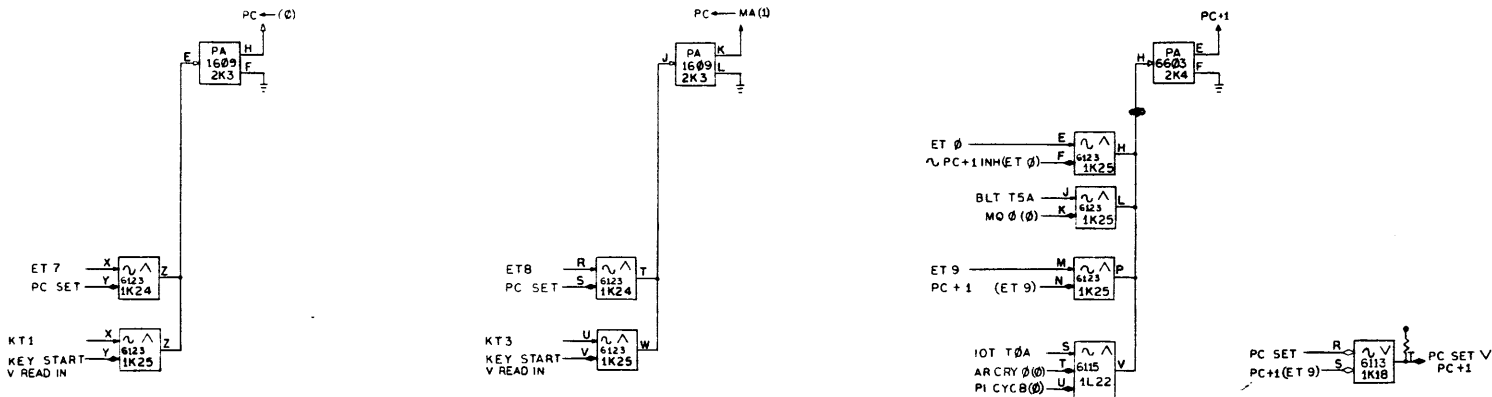 PC ← (0)
E
PA
1609
2K3
H
F
ET 7
PC SET
X
Y
∿ ∧
6123
1K24
Z
KT1
KEY START
V READ IN
X
Y
∿ ∧
6123
1K25
Z
PC ← MA(1)
J
PA
1609
2K3
K
L
ET8
PC SET
R
S
∿ ∧
6123
1K24
T
KT3
KEY START
V READ IN
U
V
∿ ∧
6123
1K25
W
PC+1
H
PA
6603
2K4
E
F
ET Ø
∿ PC+1 INH(ET Ø)
E
F
∿ ∧
6123
1K25
H
BLT T5A
MQ Ø (Ø)
J
K
∿ ∧
6123
1K25
L
ET 9
PC + 1 (ET 9)
M
N
∿ ∧
6123
1K25
P
IOT TØA
AR CRY Ø(Ø)
PI CYCB(Ø)
S
T
U
∿ ∧
6115
1L22
V
PC SET
PC+1(ET 9)
R
S
∿ V
6113
1K18
T
PC SET V
PC+1